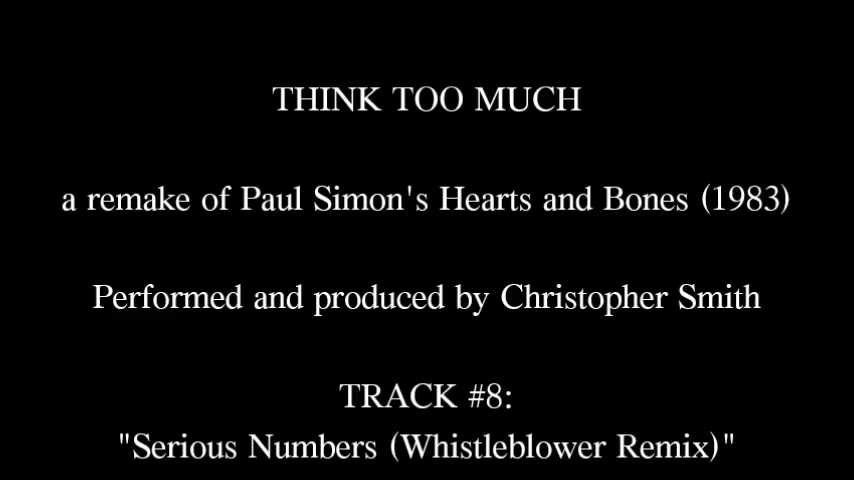 THINK TOO MUCH
a remake of Paul Simon's Hearts and Bones (1983)
Performed and produced by Christopher Smith
TRACK #8:
"Serious Numbers (Whistleblower Remix)"